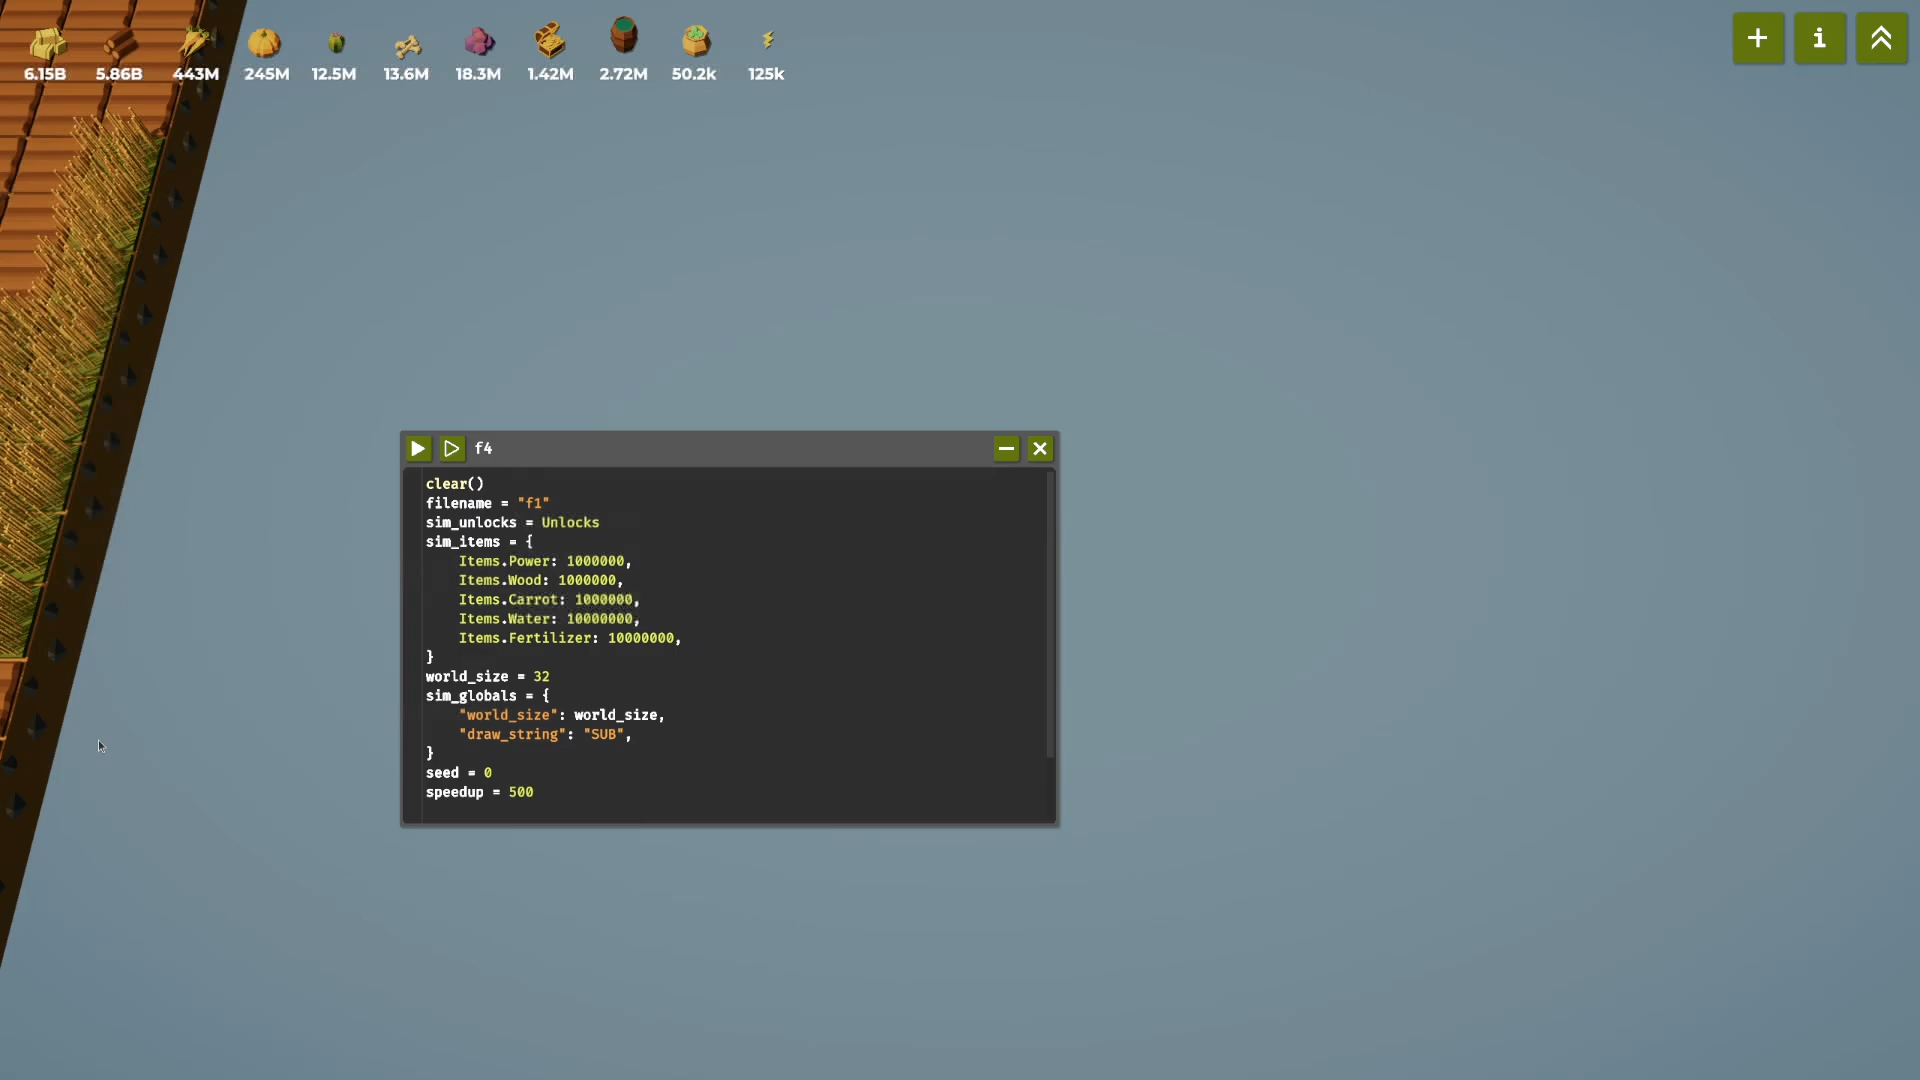 6.15B 5.86B 443M 245M 12.5M 13.6M 18.3M 1.42M 2.72M 50.2k 125k
f4
clear()
filename = "f1"
sim_unlocks = Unlocks
sim_items = {
    Items.Power: 1000000,
    Items.Wood: 1000000,
    Items.Carrot: 1000000,
    Items.Water: 10000000,
    Items.Fertilizer: 10000000,
}
world_size = 32
sim_globals = {
    "world_size": world_size,
    "draw_string": "SUB",
}
seed = 0
speedup = 500